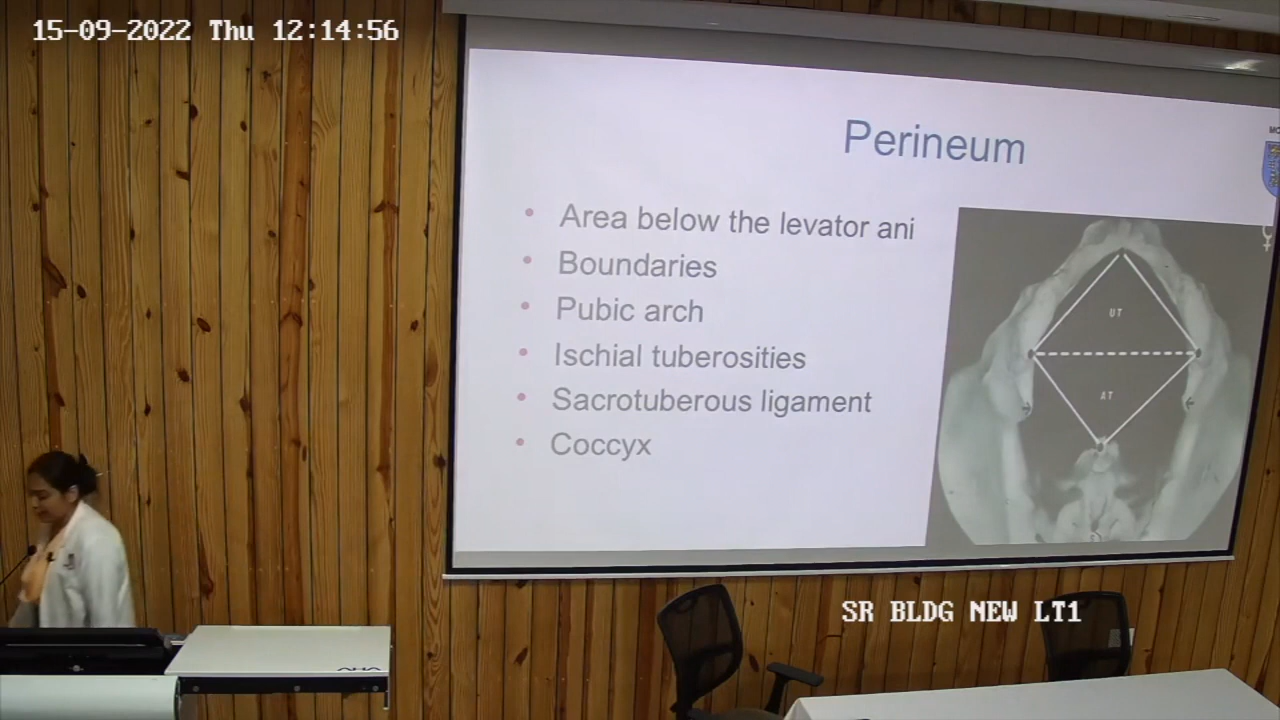 15-09-2022 Thu 12:14:56
Perineum
• Area below the levator ani
• Boundaries
• Pubic arch
• Ischial tuberosities
• Sacrotuberous ligament
• Coccyx
UT
AT
SR BLDG NEW LT1